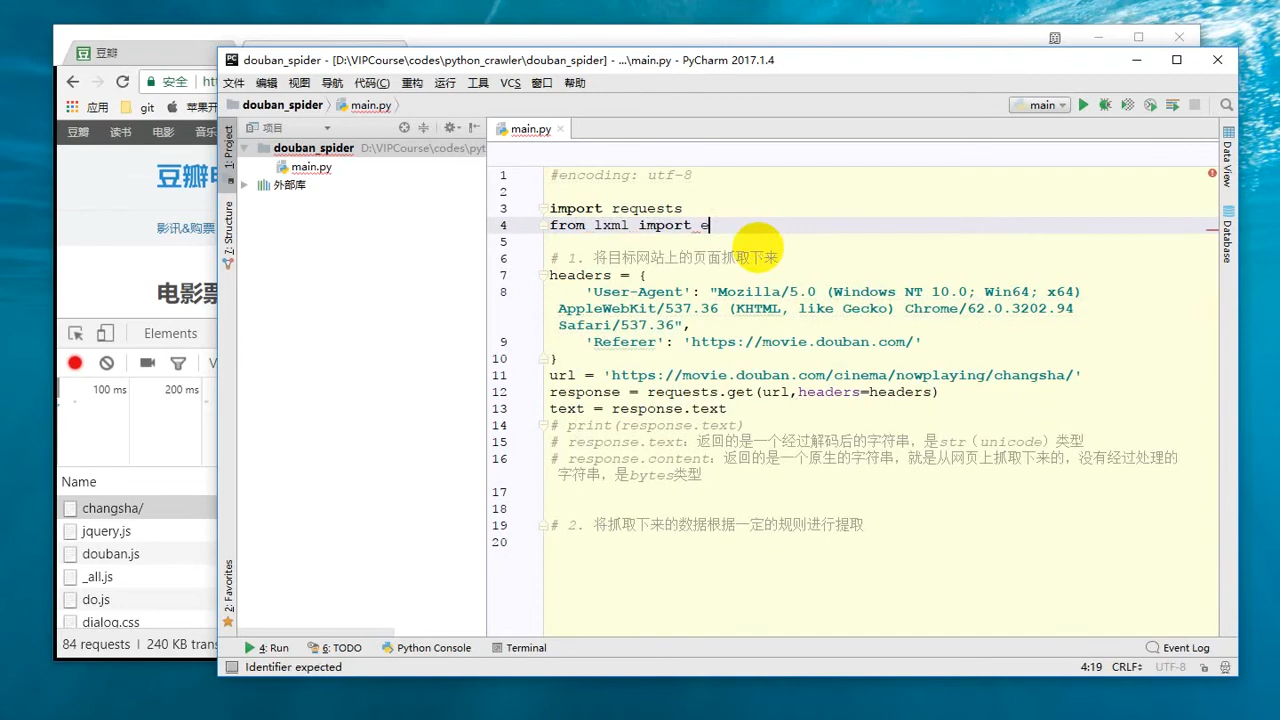 豆瓣
安全
应用
git
苹果开
豆瓣 读书 电影 音乐
豆瓣
影讯&购票
电影票
Elements
100 ms 200 ms
Name
changsha/
jquery.js
douban.js
_all.js
do.js
dialog.css
84 requests
240 KB tran
douban_spider - [D:\VIPCourse\codes\python_crawler\douban_spider] - ...\main.py - PyCharm 2017.1.4
文件 编辑 视图 导航 代码(C) 重构 运行 工具 VCS 窗口 帮助
douban_spider main.py
main
项目
main.py
1: Project
7: Structure
2: Favorites
douban_spider D:\VIPCourse\codes\pyt
main.py
外部库
Data View
Database
1 #encoding: utf-8
2
3 import requests
4 from lxml import e
5
6 # 1. 将目标网站上的页面抓取下来
7 headers = {
8 'User-Agent': "Mozilla/5.0 (Windows NT 10.0; Win64; x64)
AppleWebKit/537.36 (KHTML, like Gecko) Chrome/62.0.3202.94
Safari/537.36",
9 'Referer': 'https://movie.douban.com/'
10 }
11 url = 'https://movie.douban.com/cinema/nowplaying/changsha/'
12 response = requests.get(url,headers=headers)
13 text = response.text
14 # print(response.text)
15 # response.text: 返回的是一个经过解码后的字符串，是str（unicode）类型
16 # response.content: 返回的是一个原生的字符串，就是从网页上抓取下来的，没有经过处理的
字符串，是bytes类型
17
18
19 # 2. 将抓取下来的数据根据一定的规则进行提取
20
4: Run 6: TODO Python Console Terminal Event Log
Identifier expected 4:19 CRLF UTF-8